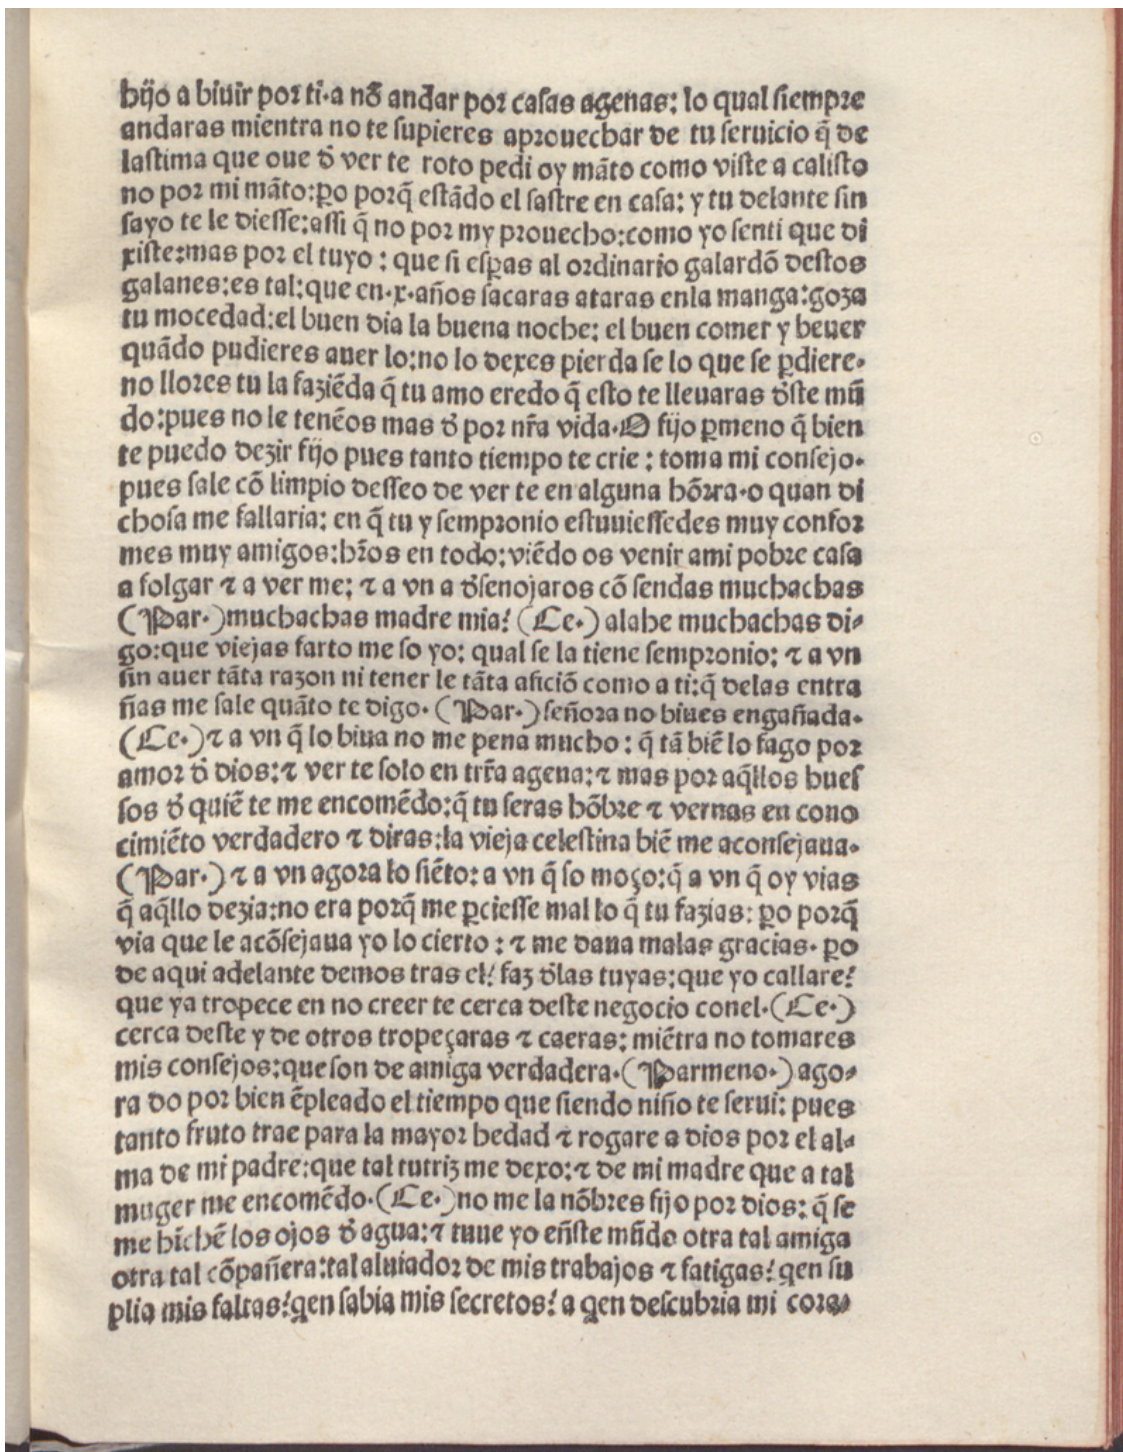 hijo a biuir por ti·a nõ andar por casas agenas: lo qual siempre
andaras mientra no te supieres aprouechar de tu seruicio q̃ de
lastima que oue d̃ ver te roto pedi oy mãto como viste a calisto
no por mi mãto:ꝑo porq̃ estãdo el sastre en casa: y tu delante sin
sayo te le diesse:assi q̃ no por my prouecho:como yo senti que di
xiste:mas por el tuyo : que si esꝑas al ordinario galardõ destos
galanes:es tal:que en·x·años sacaras ataras enla manga:goza
tu mocedad:el buen dia la buena noche: el buen comer y beuer
quãdo pudieres auer lo:no lo dexes pierda se lo que se ꝑdiere·
no llores tu la faziẽda q̃ tu amo eredo q̃ esto te lleuaras d̃ste mũ
do:pues no le tenẽos mas d̃ por nr̃a vida·O fijo ꝑmeno q̃ bien
te puedo dezir fijo pues tanto tiempo te crie : toma mi consejo·
pues sale cõ limpio desseo de ver te en alguna hõrra·o quan di
chosa me fallaria: en q̃ tu y sempronio estuuiessedes muy confor
mes muy amigos:hr̃os en todo:viẽdo os venir ami pobre casa
a folgar ⁊ a ver me: ⁊ a vn a d̃senojaros cõ sendas muchachas
(Par·)muchachas madre mia? (Ce·) alahe muchachas di⸗
go:que viejas farto me so yo: qual se la tiene sempronio: ⁊ a vn
sin auer tãta razon ni tener le tãta aficiõ como a ti:q̃ delas entra
ñas me sale quãto te digo· (Par·) señora no biues engañada·
(Ce·)⁊ a vn q̃ lo biua no me pena mucho : q̃ tã biẽ lo fago por
amor d̃ dios:⁊ ver te solo en trr̃a agena:⁊ mas por aq̃llos hues
sos d̃ quiẽ te me encomẽdo:q̃ tu seras hõbre ⁊ vernas en cono
cimiẽto verdadero ⁊ diras:la vieja celestina biẽ me aconsejaua·
(Par·) ⁊ a vn agora lo siẽto: a vn q̃ so moço:q̃ a vn q̃ oy vias
q̃ aq̃llo dezia:no era porq̃ me ꝑciesse mal lo q̃ tu fazias: ꝑo porq̃
via que le acõsejaua yo lo cierto : ⁊ me daua malas gracias· ꝑo
de aqui adelante demos tras el? faz d̃las tuyas:que yo callare?
que ya tropece en no creer te cerca deste negocio conel·(Ce·)
cerca deste y de otros tropeçaras ⁊ caeras: miẽtra no tomares
mis consejos:que son de amiga verdadera·(Parmeno·) ago⸗
ra do por bien ẽpleado el tiempo que siendo niño te serui: pues
tanto fruto trae para la mayor hedad ⁊ rogare a dios por el al⸗
ma de mi padre:que tal tutriz me dexo:⁊ de mi madre que a tal
muger me encomẽdo·(Ce·)no me la nõbres fijo por dios: q̃ se
me hichẽ los ojos d̃ agua:⁊ tuue yo eñste mũdo otra tal amiga
otra tal cõpañera:tal aluiador de mis trabajos ⁊ fatigas? qen su
plia mis faltas?qen sabia mis secretos? a qen descubria mi cora⸗